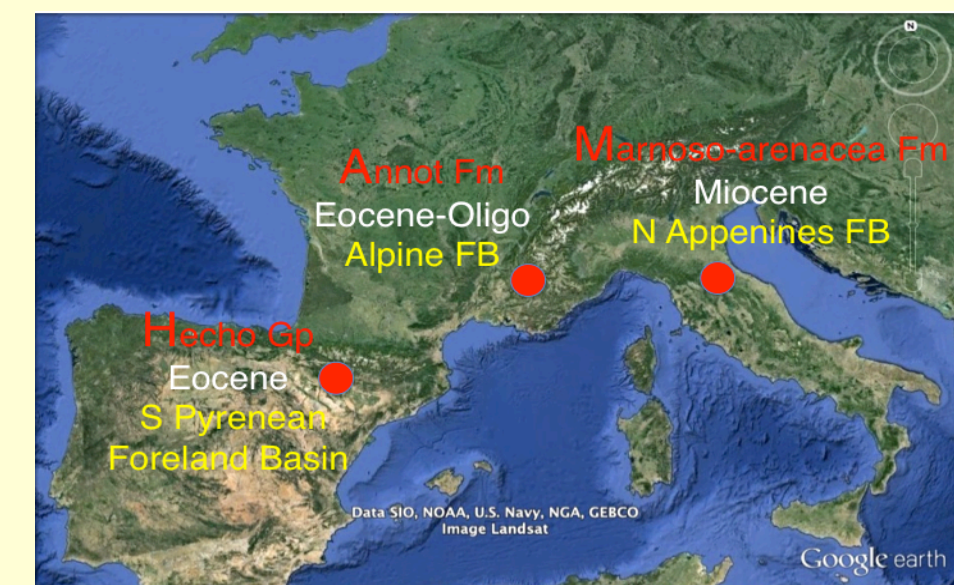 N
Marnoso-arenacea Fm
Miocene
N Appenines FB
Annot Fm
Eocene-Oligo
Alpine FB
Hecho Gp
Eocene
S Pyrenean
Foreland Basin
Data SIO, NOAA, U.S. Navy, NGA, GEBCO
Image Landsat
Google earth